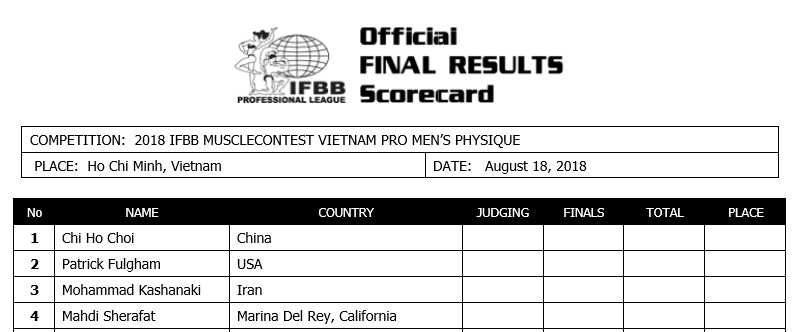 Official
FINAL RESULTS
Scorecard
IFBB
PROFESSIONAL LEAGUE
COMPETITION: 2018 IFBB MUSCLECONTEST VIETNAM PRO MEN’S PHYSIQUE
PLACE: Ho Chi Minh, Vietnam DATE: August 18, 2018
No NAME COUNTRY JUDGING FINALS TOTAL PLACE
1 Chi Ho Choi China
2 Patrick Fulgham USA
3 Mohammad Kashanaki Iran
4 Mahdi Sherafat Marina Del Rey, California